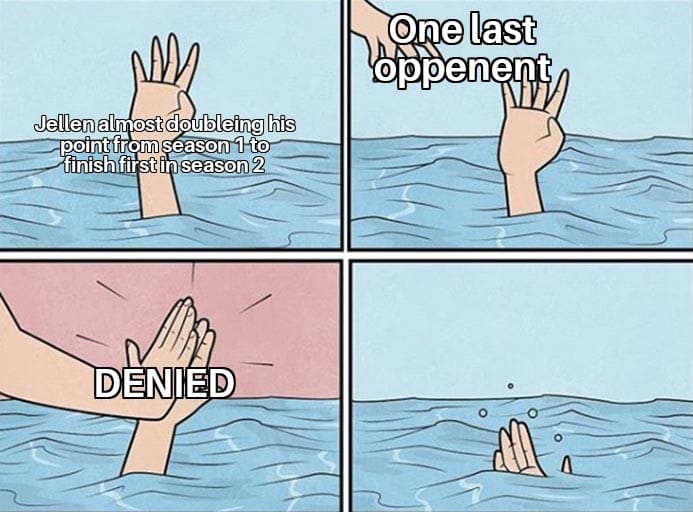 Jellen almost doubleing his
point from season 1 to
finish first in season 2
One last
oppenent
DENIED